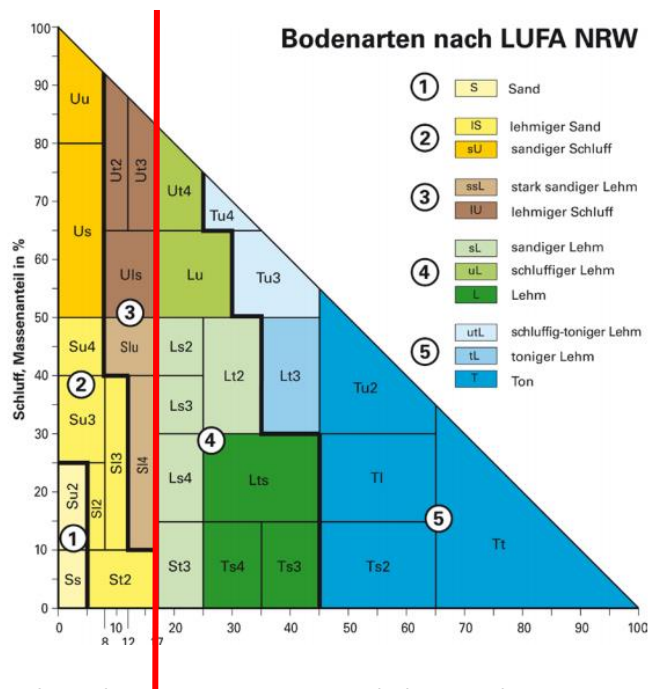 Bodenarten nach LUFA NRW
1 S Sand
2 lS lehmiger Sand
sU sandiger Schluff
3 ssL stark sandiger Lehm
lU lehmiger Schluff
4 sL sandiger Lehm
uL schluffiger Lehm
L Lehm
5 utL schluffig-toniger Lehm
tL toniger Lehm
T Ton
Schluff, Massenanteil in %
100
90
80
70
60
50
40
30
20
10
0
Uu
Ut2 Ut3
Ut4
Tu4
Us
Uls Lu Tu3
3
Su4 Slu Ls2
Lt2 Lt3 Tu2
2
Su3 Sl3 Ls3
4
Sl4
Su2 Sl2 Ls4 Lts Tl
1 5
Tt
Ss St2 St3 Ts4 Ts3 Ts2
0 10 20 30 40 50 60 70 80 90 100
8 12